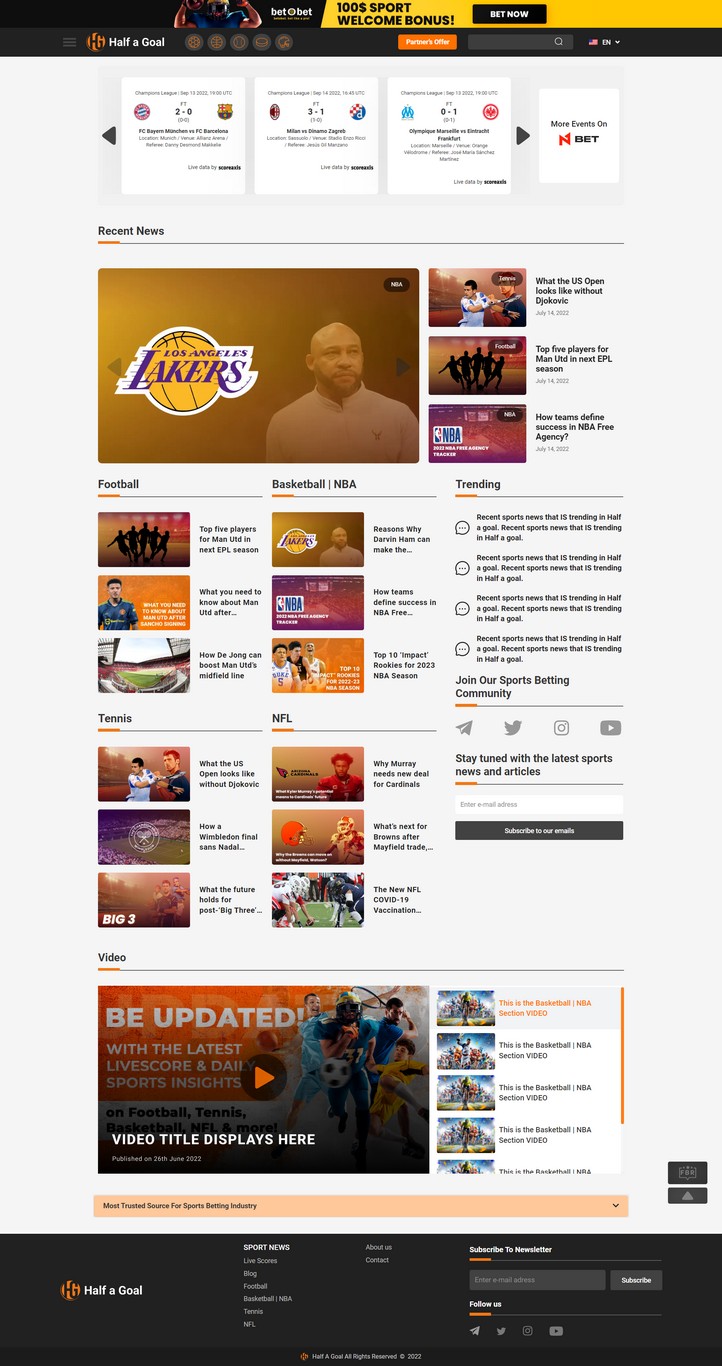 bet o bet
100$ SPORT
WELCOME BONUS!
BET NOW
Half a Goal
Partner's Offer
EN
Champions League | Sep 13 2022, 19:00 UTC
FT
2 - 0
(0-0)
FC Bayern München vs FC Barcelona
Location: Munich / Venue: Allianz Arena /
Referee: Danny Desmond Makkelie
Live data by scoreaxis
Champions League | Sep 14 2022, 16:45 UTC
FT
3 - 1
(1-0)
Milan vs Dinamo Zagreb
Location: Sassuolo / Venue: Stadio Enzo Ricci
/ Referee: Jesús Gil Manzano
Live data by scoreaxis
Champions League | Sep 13 2022, 19:00 UTC
FT
0 - 1
(0-1)
Olympique Marseille vs Eintracht
Frankfurt
Location: Marseille / Venue: Orange
Vélodrome / Referee: José María Sánchez
Martínez
Live data by scoreaxis
More Events On
N BET
Recent News
NBA
LOS ANGELES
LAKERS
Tennis
What the US Open
looks like without
Djokovic
July 14, 2022
Football
Top five players for
Man Utd in next EPL
season
July 14, 2022
NBA
NBA
2022 NBA FREE AGENCY
TRACKER
How teams define
success in NBA Free
Agency?
July 14, 2022
Football
Top five players
for Man Utd in
next EPL season
WHAT YOU NEED
TO KNOW ABOUT
MAN UTD AFTER
SANCHO SIGNING
What you need to
know about Man
Utd after...
How De Jong can
boost Man Utd's
midfield line
Basketball | NBA
LAKERS
Reasons Why
Darvin Ham can
make the...
NBA
2022 NBA FREE AGENCY
TRACKER
How teams
define success in
NBA Free...
DUKE
5
TOP 10
"IMPACT" ROOKIES
FOR 2022-23
NBA SEASON
Top 10 'Impact'
Rookies for 2023
NBA Season
Trending
Recent sports news that IS trending in Half
a goal. Recent sports news that IS trending
in Half a goal.
Recent sports news that IS trending in Half
a goal. Recent sports news that IS trending
in Half a goal.
Recent sports news that IS trending in Half
a goal. Recent sports news that IS trending
in Half a goal.
Recent sports news that IS trending in Half
a goal. Recent sports news that IS trending
in Half a goal.
Join Our Sports Betting
Community
Stay tuned with the latest sports
news and articles
Enter e-mail adress
Subscribe to our emails
Tennis
What the US
Open looks like
without Djokovic
How a
Wimbledon final
sans Nadal...
BIG 3
What the future
holds for
post-'Big Three'...
NFL
ARIZONA
CARDINALS
What Kyler Murray's potential
means to Cardinals' future
Why Murray
needs new deal
for Cardinals
Why the Browns can move on
without Mayfield, Watson?
What's next for
Browns after
Mayfield trade,...
The New NFL
COVID-19
Vaccination...
Video
BE UPDATED!
WITH THE LATEST
LIVESCORE & DAILY
SPORTS INSIGHTS
on Football, Tennis,
Basketball, NFL & more!
VIDEO TITLE DISPLAYS HERE
Published on 26th June 2022
This is the Basketball | NBA
Section VIDEO
This is the Basketball | NBA
Section VIDEO
This is the Basketball | NBA
Section VIDEO
This is the Basketball | NBA
Section VIDEO
This is the Basketball | NBA
Most Trusted Source For Sports Betting Industry
Half a Goal
SPORT NEWS
Live Scores
Blog
Football
Basketball | NBA
Tennis
NFL
About us
Contact
Subscribe To Newsletter
Enter e-mail adress
Subscribe
Follow us
Half A Goal All Rights Reserved © 2022